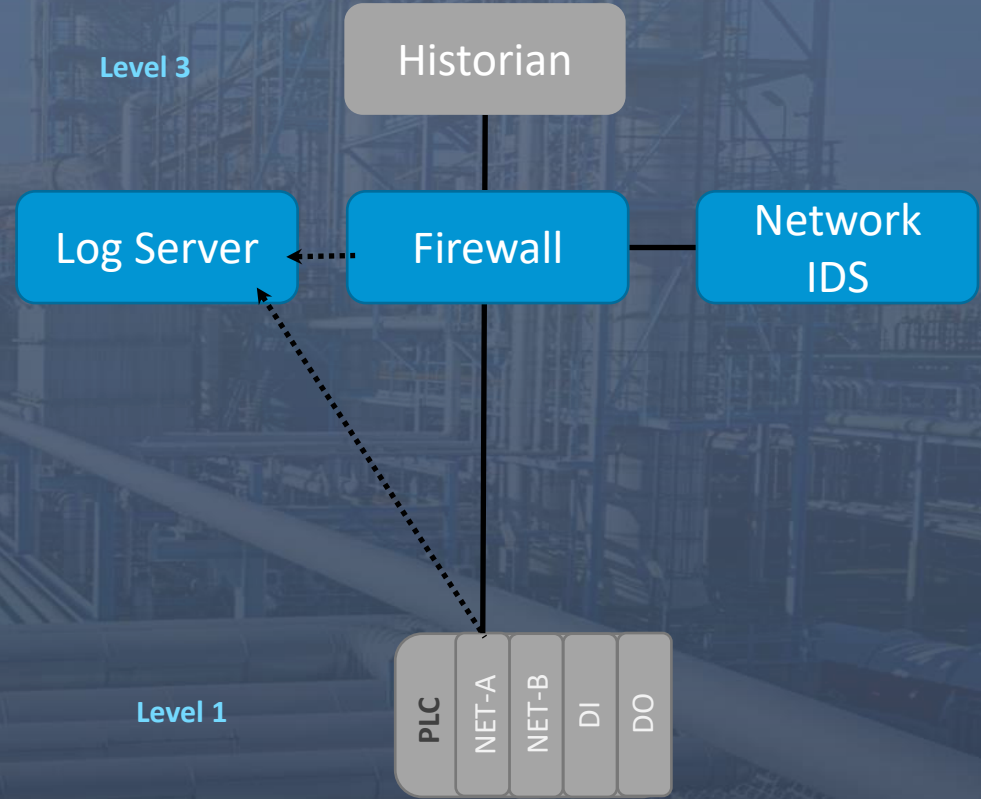 Level 3
Historian
Log Server
Firewall
Network
IDS
Level 1
PLC
NET-A
NET-B
DI
DO